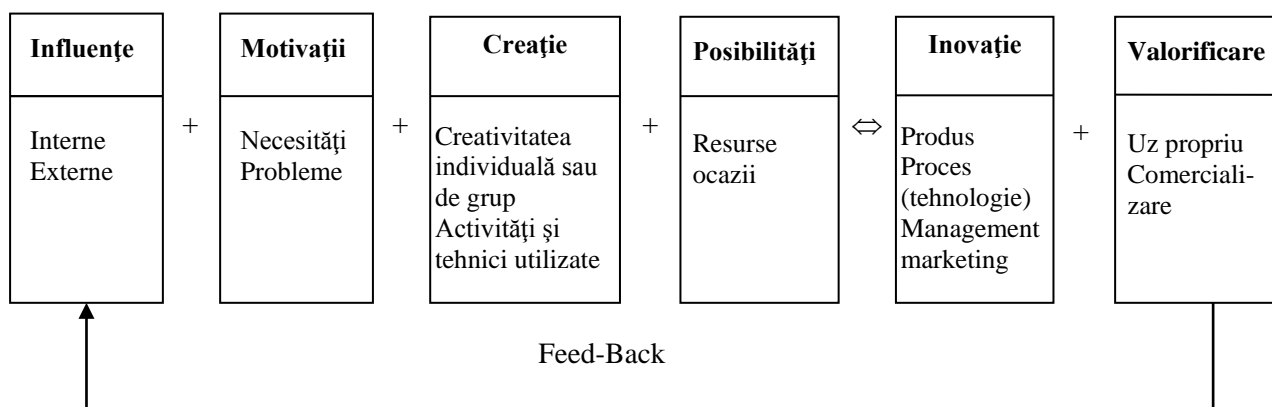 Influenţe
Interne
Externe
+
Motivaţii
Necesităţi
Probleme
+
Creaţie
Creativitatea
individuală sau
de grup
Activităţi şi
tehnici utilizate
+
Posibilităţi
Resurse
ocazii
⇔
Inovaţie
Produs
Proces
(tehnologie)
Management
marketing
+
Valorificare
Uz propriu
Comerciali-
zare
Feed-Back